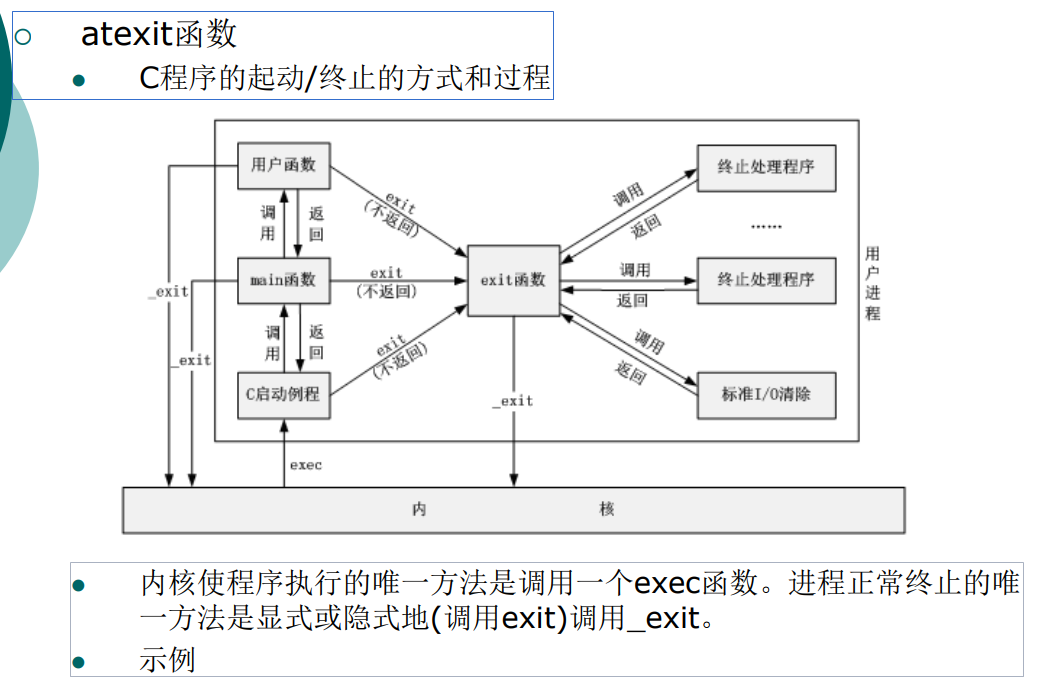 atexit函数
C程序的起动/终止的方式和过程
用户函数
终止处理程序
exit
(不返回)
调用
返回
调用
返回
......
用户进程
main函数
exit
(不返回)
exit函数
调用
返回
终止处理程序
_exit
调用
返回
exit
(不返回)
调用
返回
_exit
C启动例程
_exit
标准I/O清除
exec
内 核
内核使程序执行的唯一方法是调用一个exec函数。进程正常终止的唯
一方法是显式或隐式地(调用exit)调用_exit。
示例